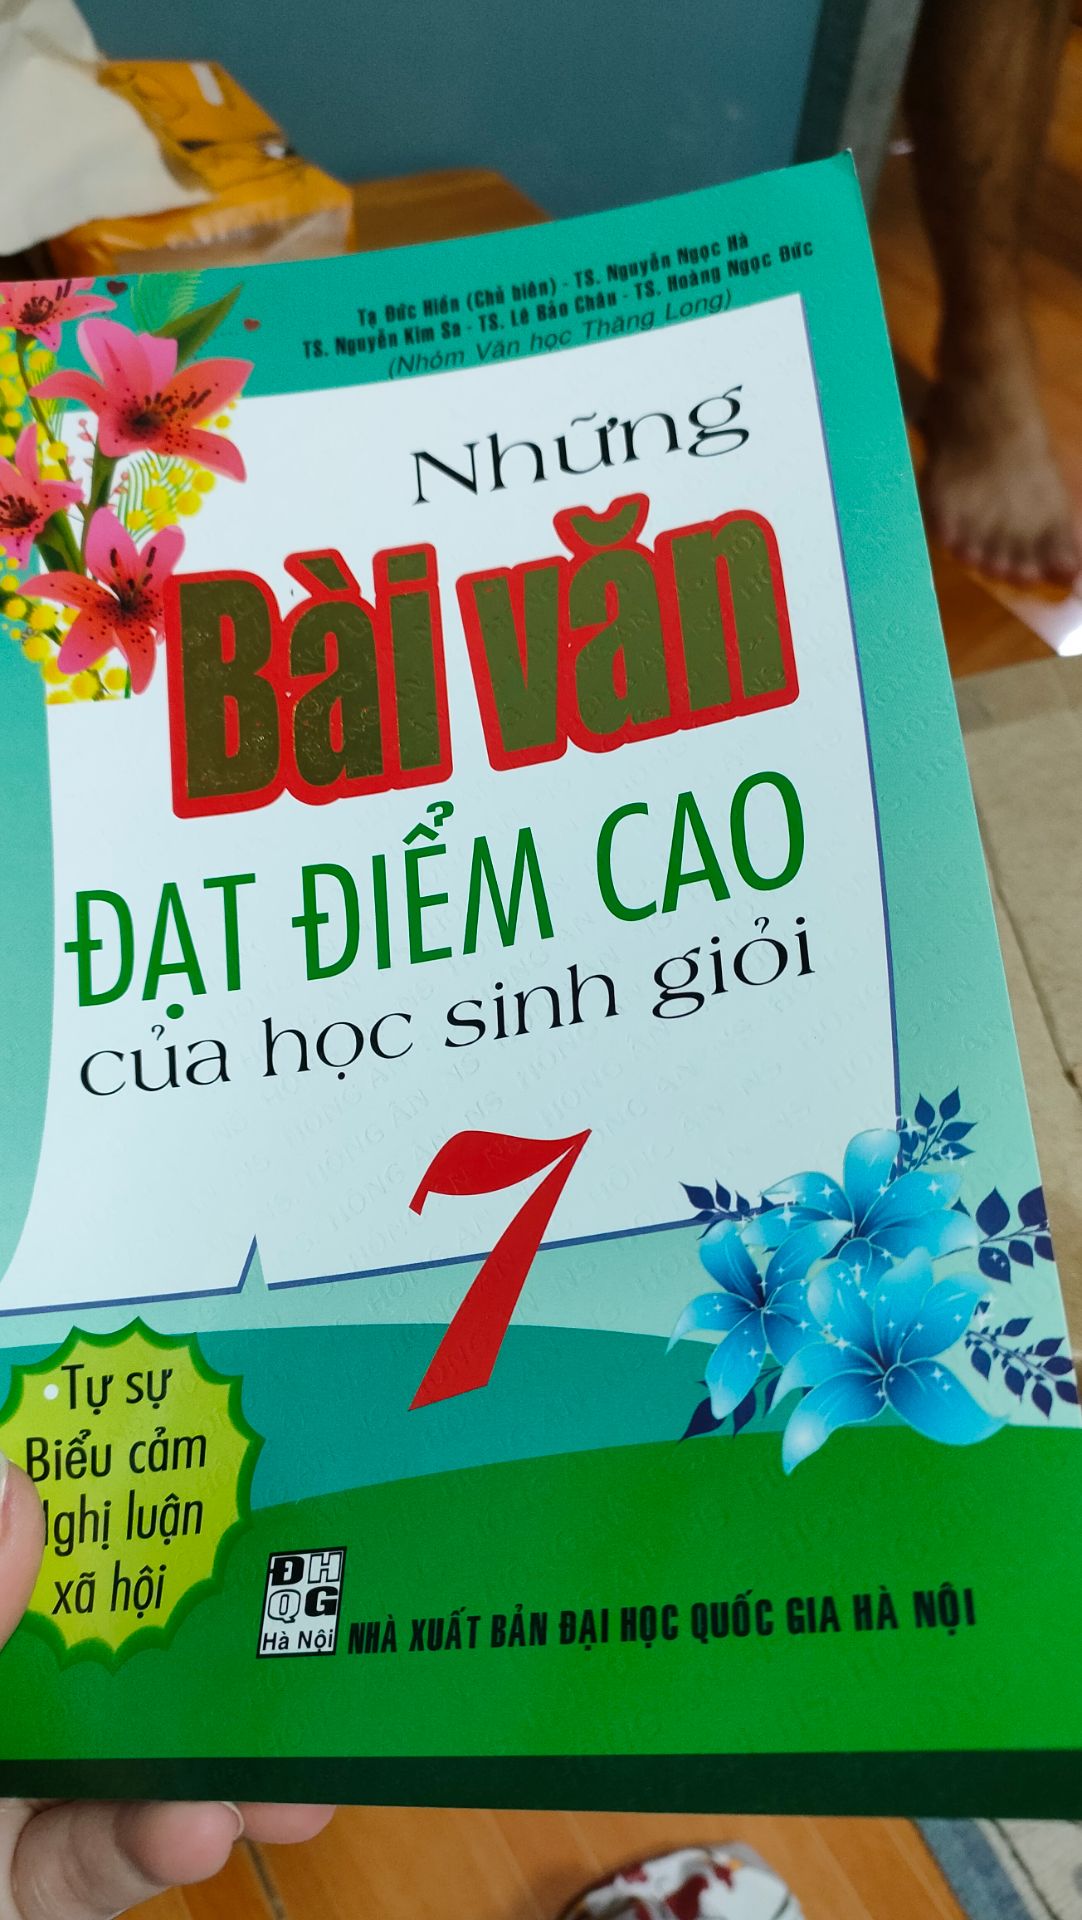 Tạ Đức Hiền (Chủ biên) - TS. Nguyễn Ngọc Hà
TS. Nguyễn Kim Sa - TS. Lê Bảo Châu - TS. Hoàng Ngọc Đức
(Nhóm Văn học Thăng Long)
Những
Bài văn
ĐẠT ĐIỂM CAO
của học sinh giỏi
7
• Tự sự
Biểu cảm
Nghị luận
xã hội
ĐH
QG
Hà Nội
NHÀ XUẤT BẢN ĐẠI HỌC QUỐC GIA HÀ NỘI